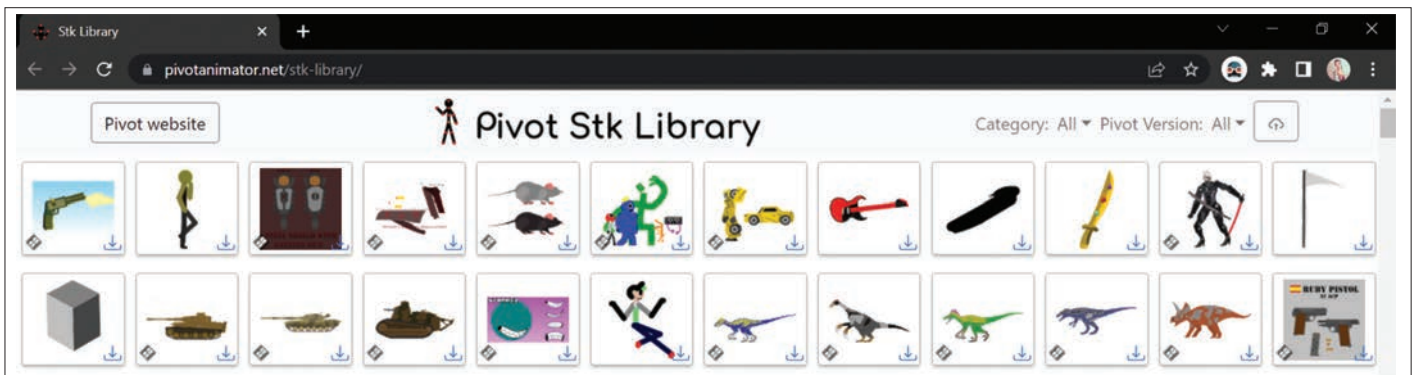 Stk Library
pivotanimator.net/stk-library/
Pivot website
Pivot Stk Library
Category: All Pivot Version: All
RUBY PISTOL